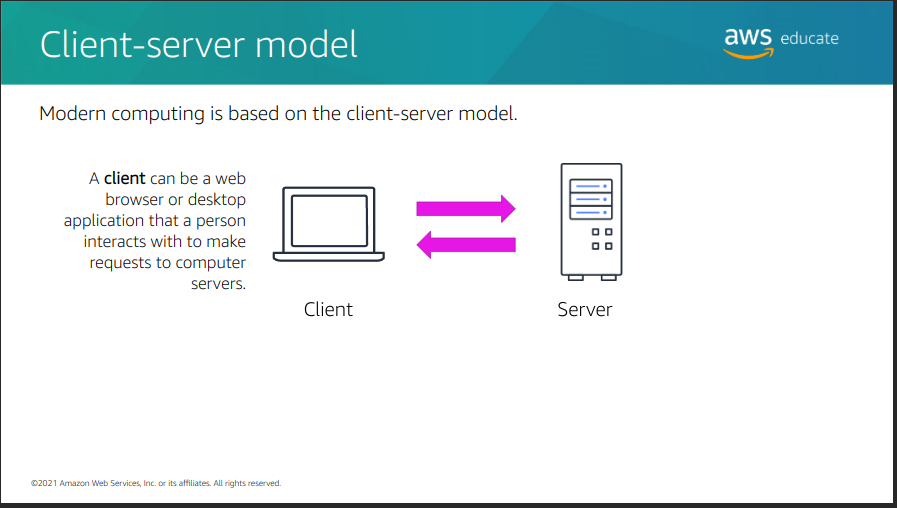 Client-server model
aws educate
Modern computing is based on the client-server model.
A client can be a web
browser or desktop
application that a person
interacts with to make
requests to computer
servers.
Client
Server
©2021 Amazon Web Services, Inc. or its affiliates. All rights reserved.